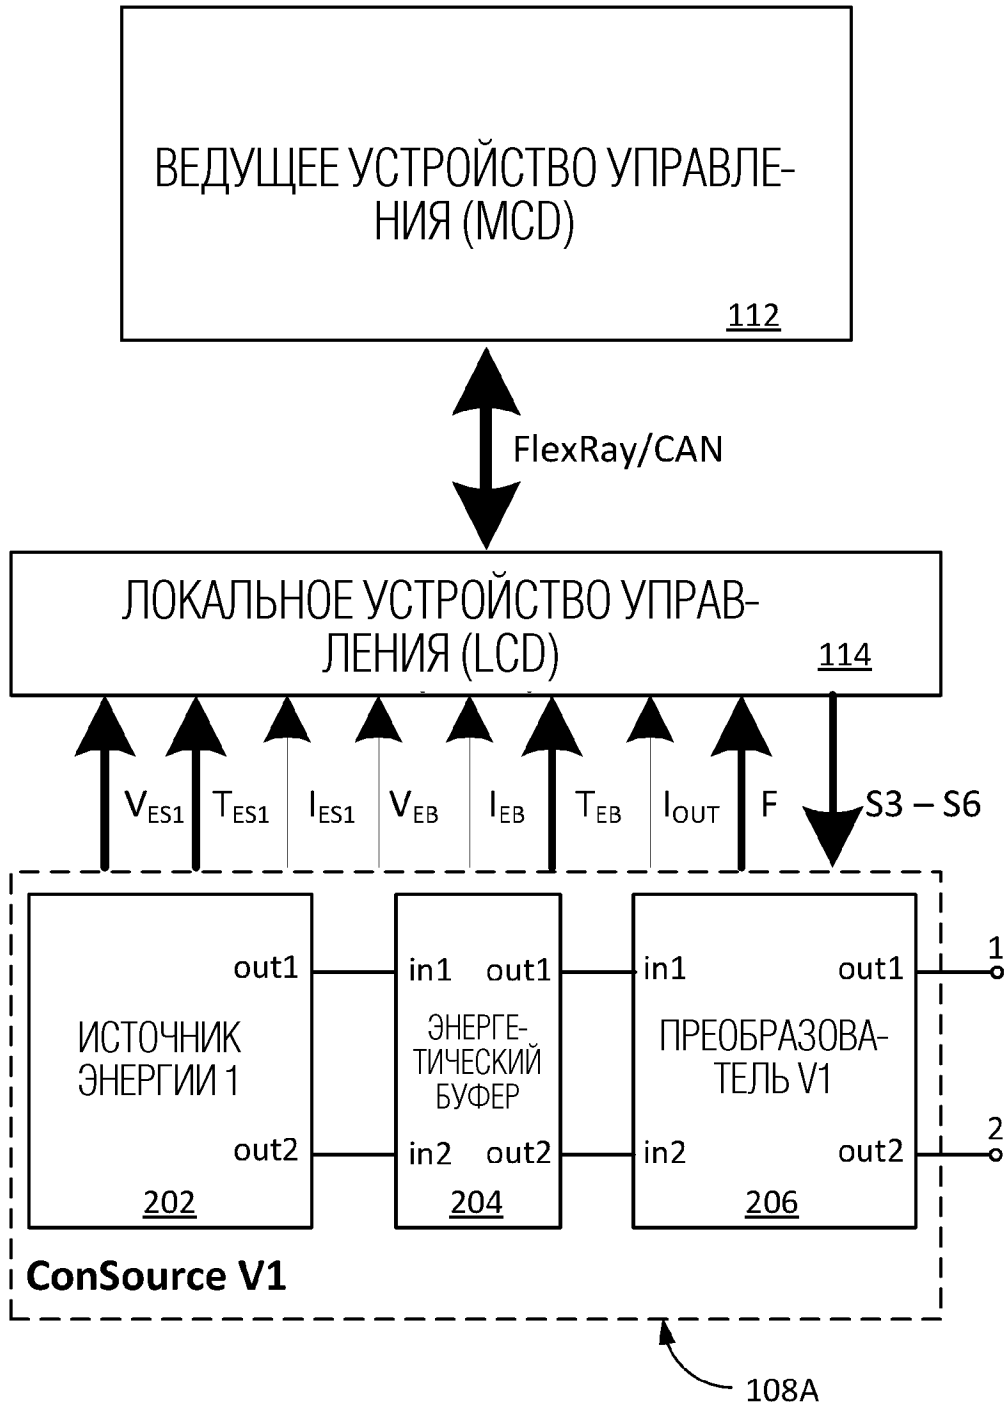 ВЕДУЩЕЕ УСТРОЙСТВО УПРАВЛЕ-
НИЯ (MCD)
112
FlexRay/CAN
ЛОКАЛЬНОЕ УСТРОЙСТВО УПРАВ-
ЛЕНИЯ (LCD)
114
VES1 TES1 IES1 VEB IEB TEB IOUT F S3 – S6
out1 in1 out1 in1 out1 1
ИСТОЧНИК
ЭНЕРГИИ 1
ЭНЕРГЕ-
ТИЧЕСКИЙ
БУФЕР
ПРЕОБРАЗОВА-
ТЕЛЬ V1
out2 in2 out2 in2 out2 2
202 204 206
ConSource V1
108A